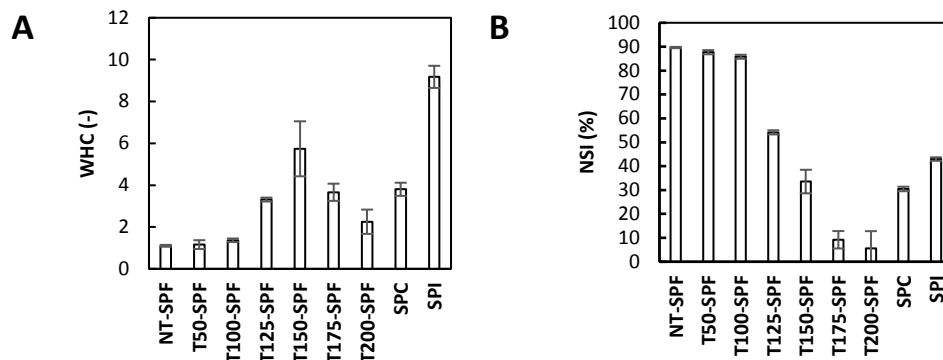 A
WHC (-)
12
10
8
6
4
2
0
NT-SPF
T50-SPF
T100-SPF
T125-SPF
T150-SPF
T175-SPF
T200-SPF
SPC
SPI
B
NSI (%)
100
90
80
70
60
50
40
30
20
10
0
NT-SPF
T50-SPF
T100-SPF
T125-SPF
T150-SPF
T175-SPF
T200-SPF
SPC
SPI